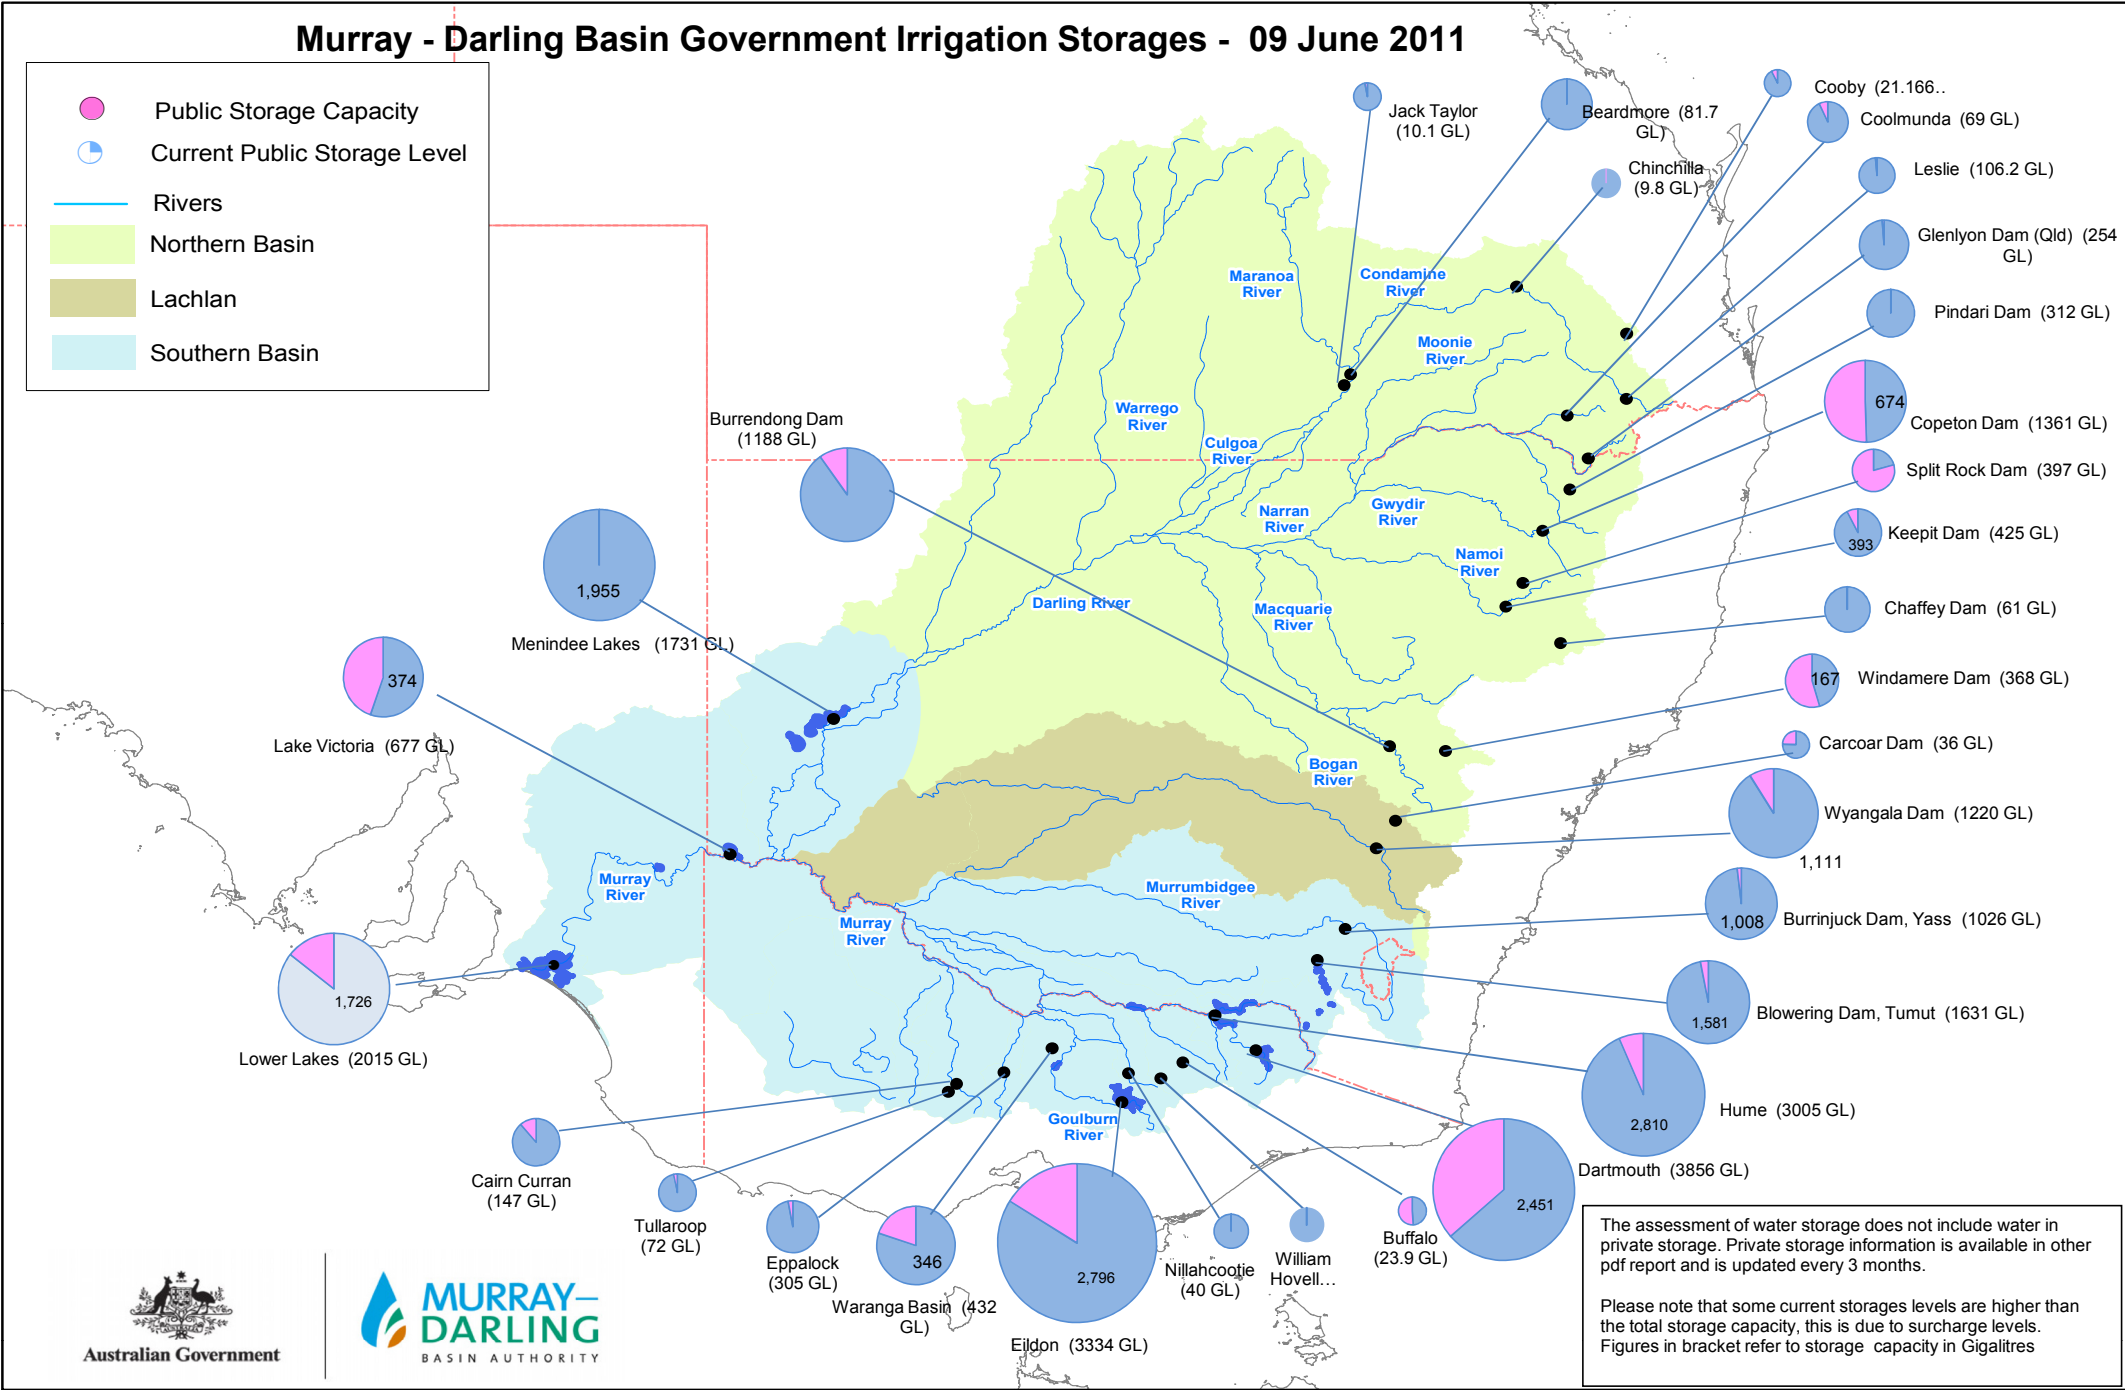 Murray - Darling Basin Government Irrigation Storages - 09 June 2011
Public Storage Capacity
Current Public Storage Level
Rivers
Northern Basin
Lachlan
Southern Basin
Jack Taylor
(10.1 GL)
Beardmore (81.7
GL)
Cooby (21.166..
Coolmunda (69 GL)
Chinchilla
(9.8 GL)
Leslie (106.2 GL)
Glenlyon Dam (Qld) (254
GL)
Pindari Dam (312 GL)
674
Copeton Dam (1361 GL)
Split Rock Dam (397 GL)
393
Keepit Dam (425 GL)
Chaffey Dam (61 GL)
167
Windamere Dam (368 GL)
Carcoar Dam (36 GL)
Wyangala Dam (1220 GL)
1,111
1,008
Burrinjuck Dam, Yass (1026 GL)
1,581
Blowering Dam, Tumut (1631 GL)
2,810
Hume (3005 GL)
Dartmouth (3856 GL)
2,451
Burrendong Dam
(1188 GL)
1,955
Menindee Lakes (1731 GL)
374
Lake Victoria (677 GL)
1,726
Lower Lakes (2015 GL)
Maranoa
River
Condamine
River
Moonie
River
Warrego
River
Culgoa
River
Narran
River
Gwydir
River
Namoi
River
Darling River
Macquarie
River
Bogan
River
Murray
River
Murrumbidgee
River
Murray
River
Goulburn
River
Cairn Curran
(147 GL)
Tullaroop
(72 GL)
Eppalock
(305 GL)
346
Waranga Basin (432
GL)
2,796
Eildon (3334 GL)
Nillahcootie
(40 GL)
William
Hovell...
Buffalo
(23.9 GL)
The assessment of water storage does not include water in
private storage. Private storage information is available in other
pdf report and is updated every 3 months.
Please note that some current storages levels are higher than
the total storage capacity, this is due to surcharge levels.
Figures in bracket refer to storage capacity in Gigalitres
Australian Government
MURRAY–
DARLING
BASIN AUTHORITY